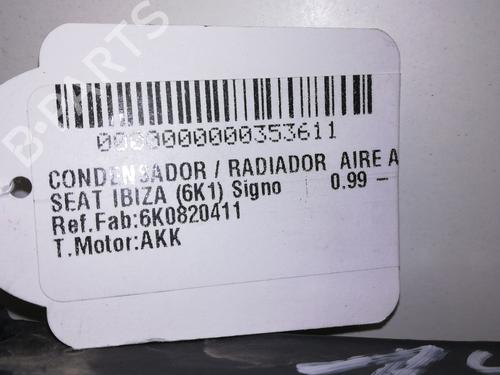 B-PARTS
0000000000353611
CONDENSADOR / RADIADOR AIRE A
SEAT IBIZA (6K1) Signo 0.99 -
Ref.Fab:6K0820411
T.Motor:AKK